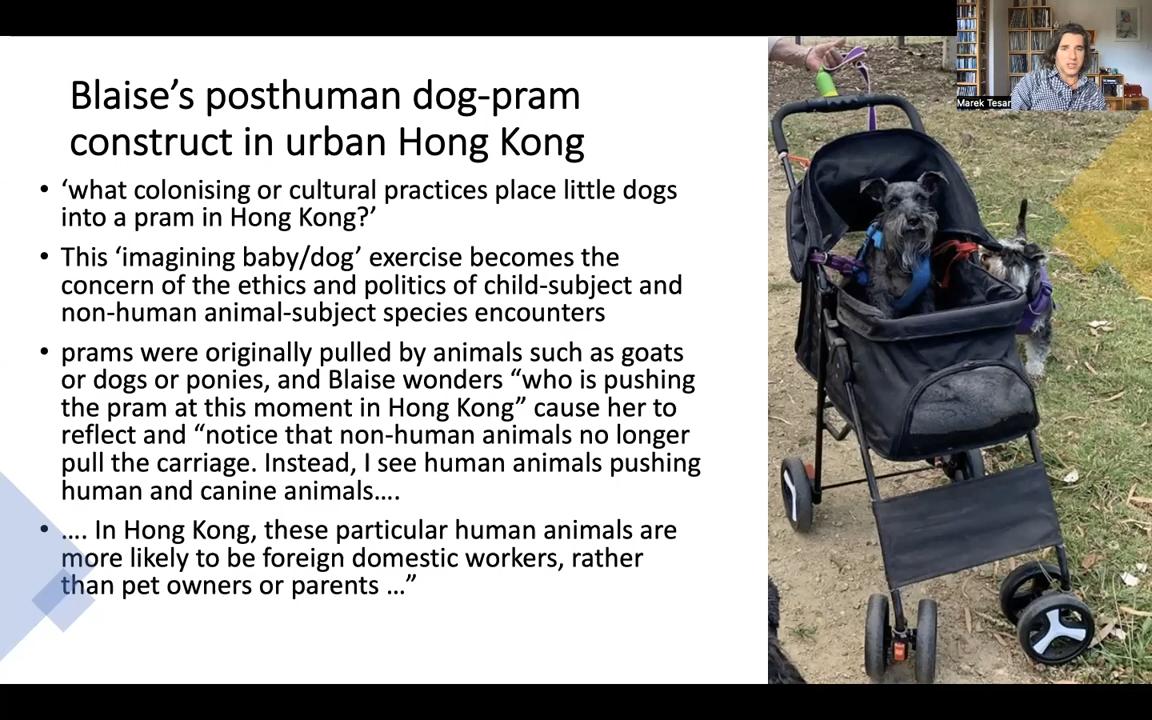 Blaise’s posthuman dog-pram
construct in urban Hong Kong
• ‘what colonising or cultural practices place little dogs
into a pram in Hong Kong?’
• This ‘imagining baby/dog’ exercise becomes the
concern of the ethics and politics of child-subject and
non-human animal-subject species encounters
• prams were originally pulled by animals such as goats
or dogs or ponies, and Blaise wonders “who is pushing
the pram at this moment in Hong Kong” cause her to
reflect and “notice that non-human animals no longer
pull the carriage. Instead, I see human animals pushing
human and canine animals….
• …. In Hong Kong, these particular human animals are
more likely to be foreign domestic workers, rather
than pet owners or parents …”
Marek Tesar